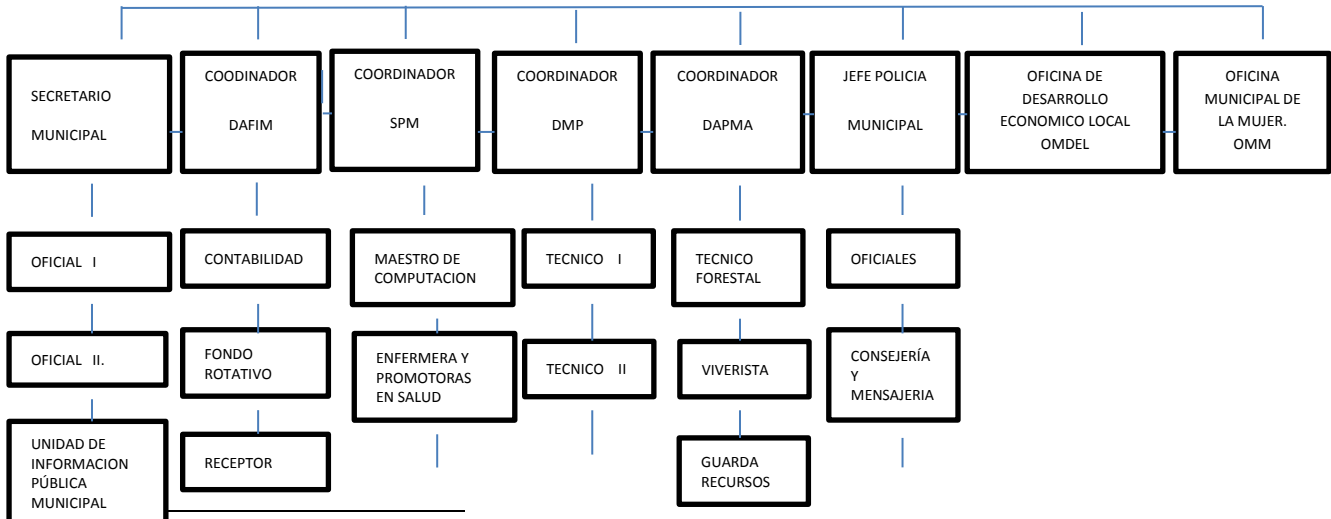 SECRETARIO
MUNICIPAL
COODINADOR
DAFIM
COORDINADOR
SPM
COORDINADOR
DMP
COORDINADOR
DAPMA
JEFE POLICIA
MUNICIPAL
OFICINA DE
DESARROLLO
ECONOMICO LOCAL
OMDEL
OFICINA
MUNICIPAL DE
LA MUJER.
OMM
OFICIAL I
CONTABILIDAD
MAESTRO DE
COMPUTACION
TECNICO I
TECNICO
FORESTAL
OFICIALES
OFICIAL II.
FONDO
ROTATIVO
ENFERMERA Y
PROMOTORAS
EN SALUD
TECNICO II
VIVERISTA
CONSEJERÍA
Y
MENSAJERIA
UNIDAD DE
INFORMACION
PÚBLICA
MUNICIPAL
RECEPTOR
GUARDA
RECURSOS